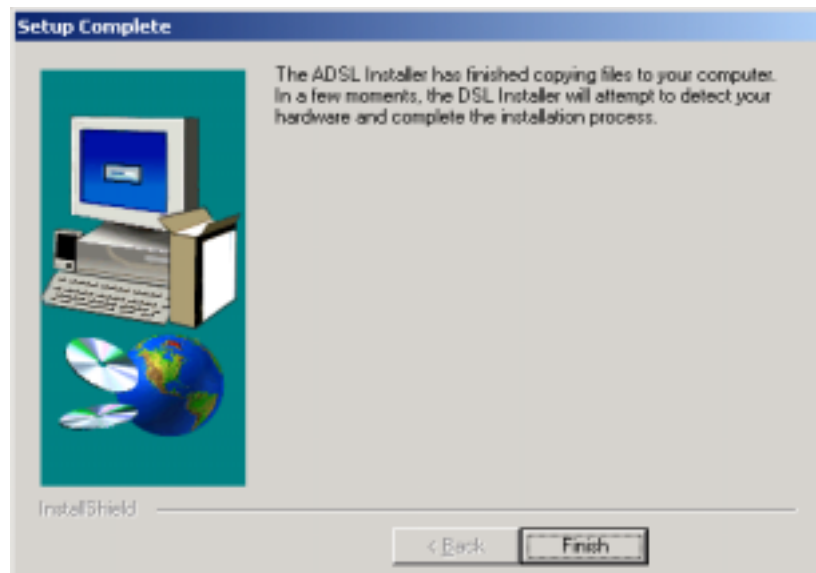 Setup Complete
The ADSL Installer has finished copying files to your computer.
In a few moments, the DSL Installer will attempt to detect your
hardware and complete the installation process.
InstallShield
< Back
Finish